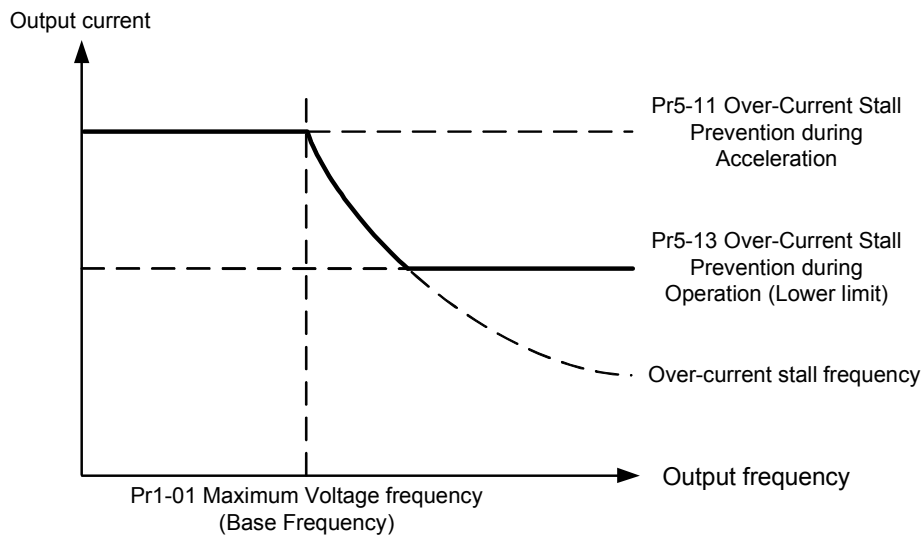 Output current
Pr5-11 Over-Current Stall
Prevention during
Acceleration
Pr5-13 Over-Current Stall
Prevention during
Operation (Lower limit)
Over-current stall frequency
Output frequency
Pr1-01 Maximum Voltage frequency
(Base Frequency)